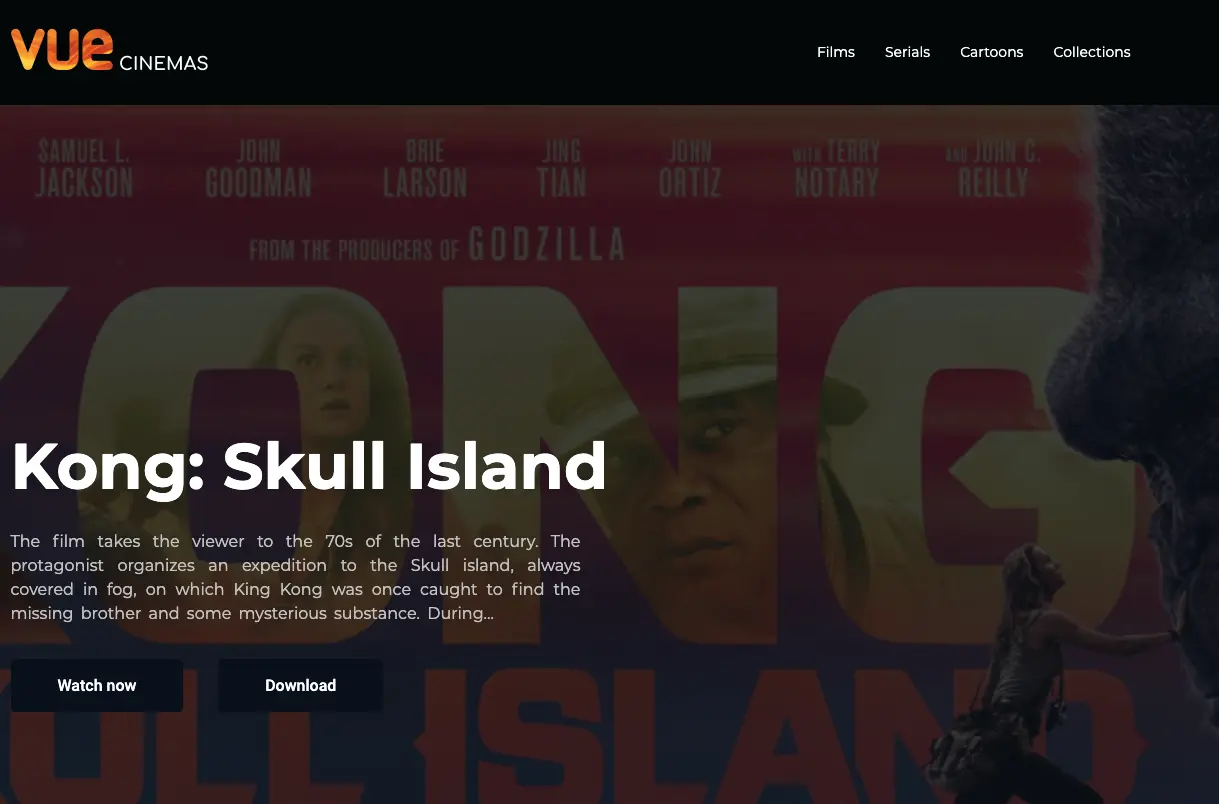 vue CINEMAS
Films Serials Cartoons Collections
SAMUEL L. JACKSON
JOHN GOODMAN
BRIE LARSON
JING TIAN
JOHN ORTIZ
WITH TERRY NOTARY
AND JOHN C. REILLY
FROM THE PRODUCERS OF GODZILLA
KONG
Kong: Skull Island
The film takes the viewer to the 70s of the last century. The
protagonist organizes an expedition to the Skull island, always
covered in fog, on which King Kong was once caught to find the
missing brother and some mysterious substance. During...
Watch now Download
SKULL ISLAND